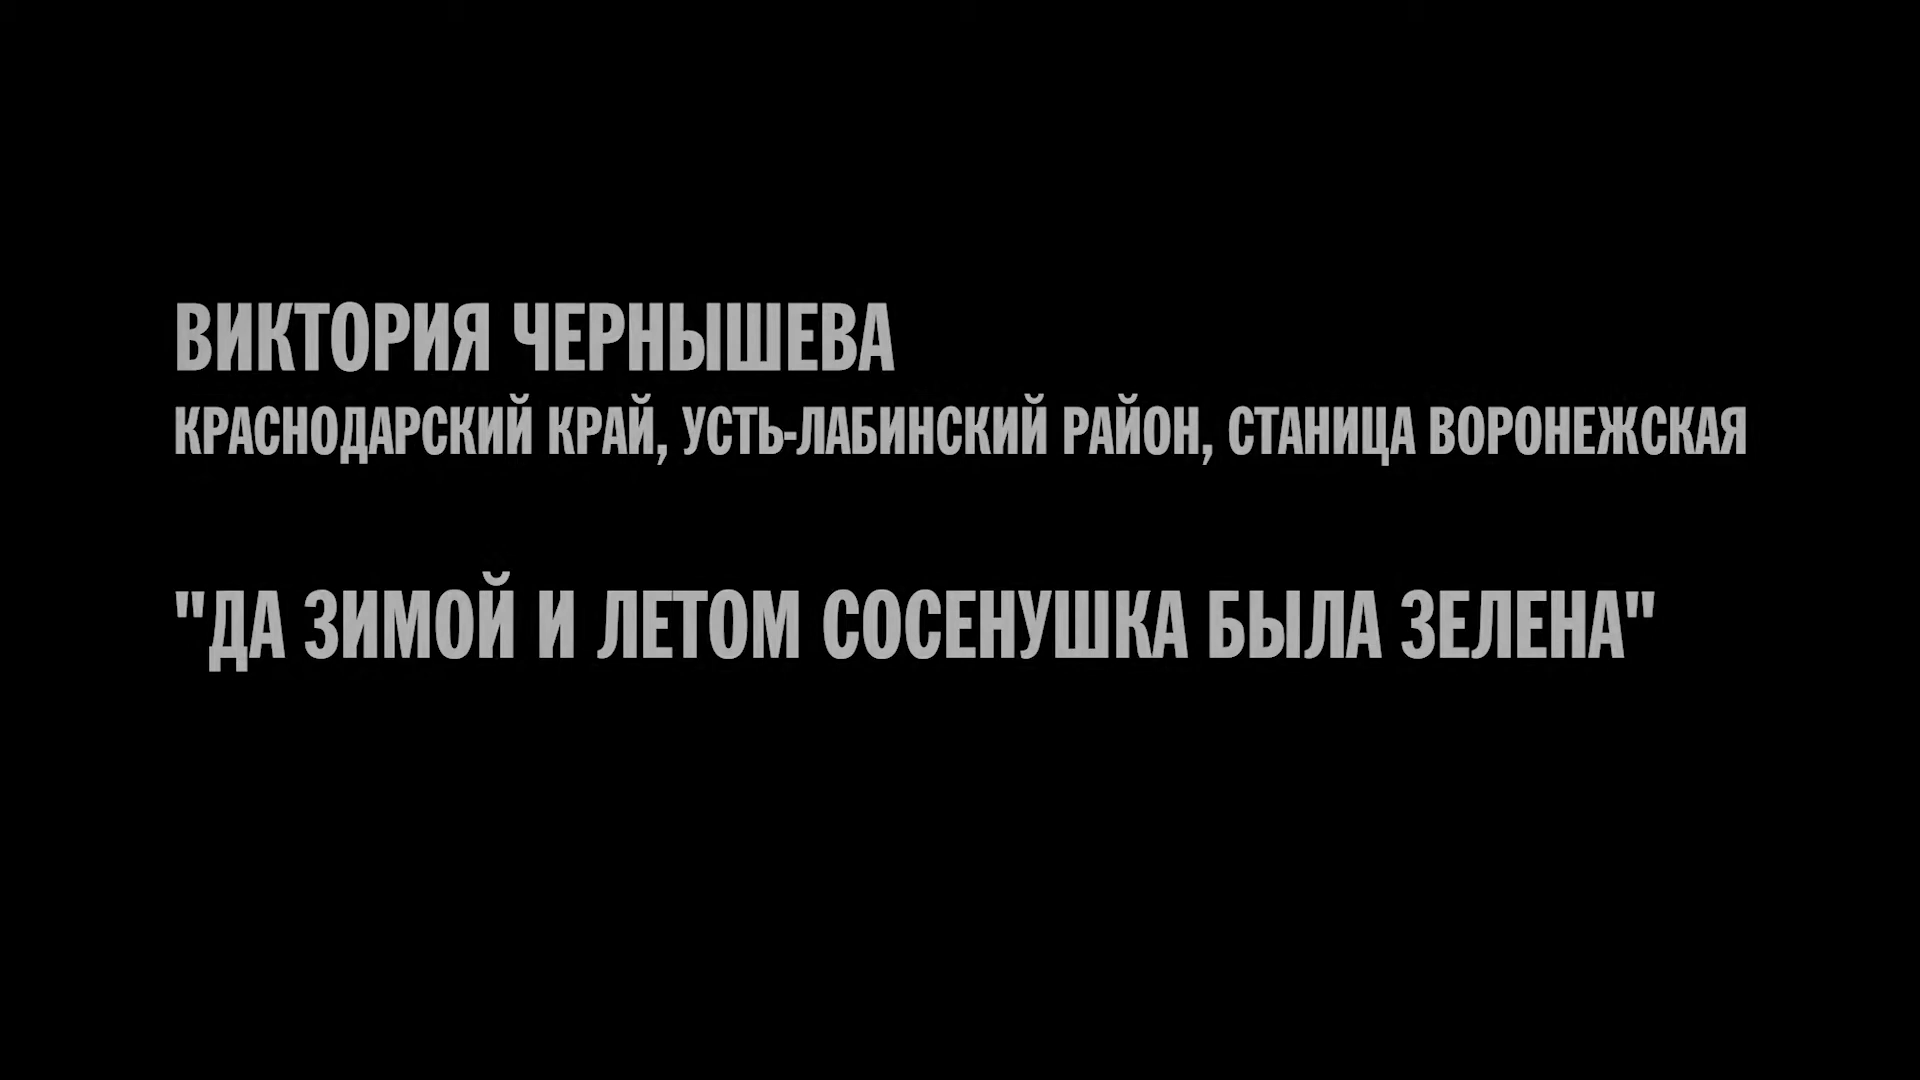 ВИКТОРИЯ ЧЕРНЫШЕВА
КРАСНОДАРСКИЙ КРАЙ, УСТЬ-ЛАБИНСКИЙ РАЙОН, СТАНИЦА ВОРОНЕЖСКАЯ
"ДА ЗИМОЙ И ЛЕТОМ СОСЕНУШКА БЫЛА ЗЕЛЕНА"